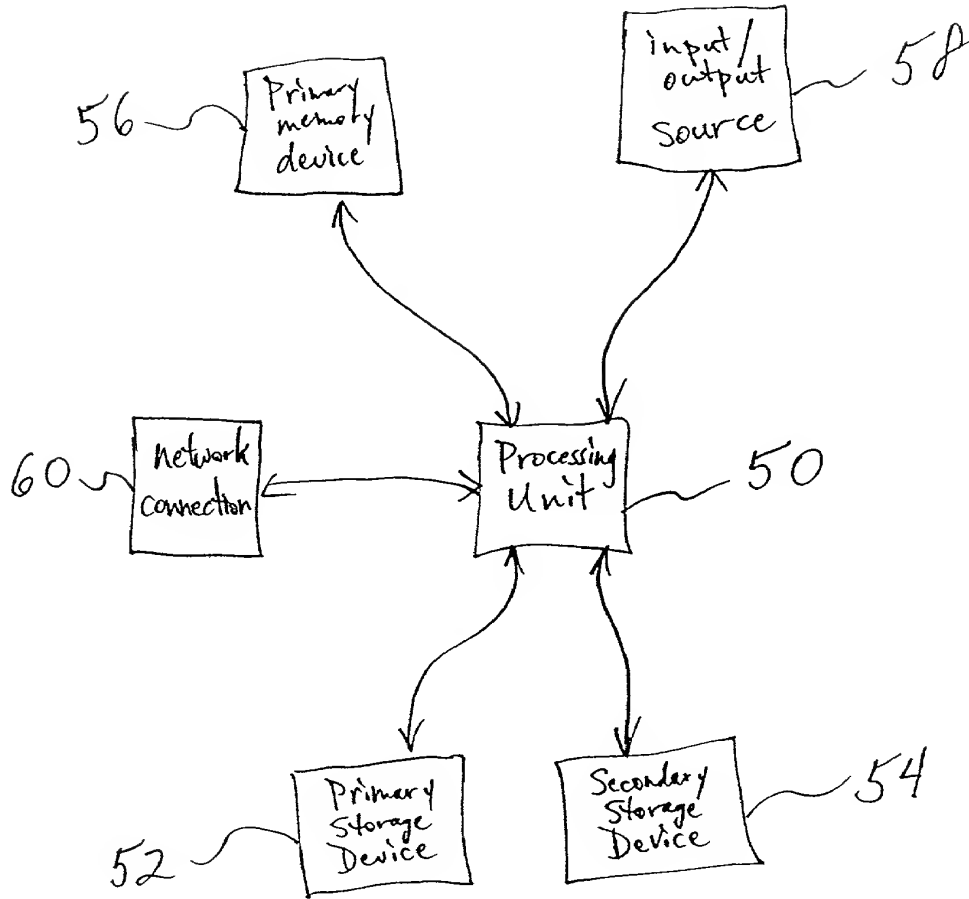 56
Primary
memory
device
input/
output
source
58
60
network
connection
Processing
Unit
50
52
Primary
Storage
Device
Secondary
Storage
Device
54